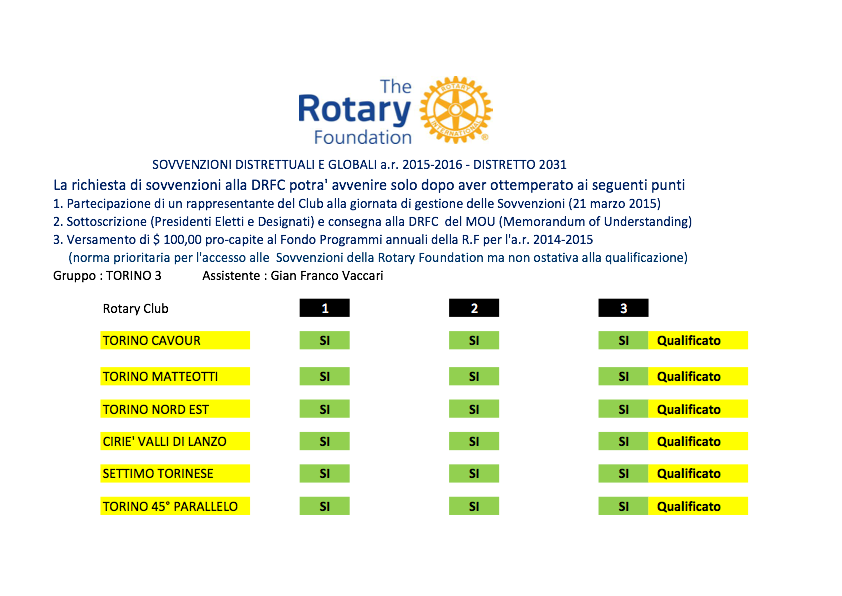 The
Rotary
Foundation
ROTARY
INTERNATIONAL
SOVVENZIONI DISTRETTUALI E GLOBALI a.r. 2015-2016 - DISTRETTO 2031
La richiesta di sovvenzioni alla DRFC potra' avvenire solo dopo aver ottemperato ai seguenti punti
1. Partecipazione di un rappresentante del Club alla giornata di gestione delle Sovvenzioni (21 marzo 2015)
2. Sottoscrizione (Presidenti Eletti e Designati) e consegna alla DRFC del MOU (Memorandum of Understanding)
3. Versamento di $ 100,00 pro-capite al Fondo Programmi annuali della R.F per l'a.r. 2014-2015
(norma prioritaria per l'accesso alle Sovvenzioni della Rotary Foundation ma non ostativa alla qualificazione)
Gruppo : TORINO 3 Assistente : Gian Franco Vaccari
Rotary Club 1 2 3
TORINO CAVOUR SI SI SI Qualificato
TORINO MATTEOTTI SI SI SI Qualificato
TORINO NORD EST SI SI SI Qualificato
CIRIE' VALLI DI LANZO SI SI SI Qualificato
SETTIMO TORINESE SI SI SI Qualificato
TORINO 45° PARALLELO SI SI SI Qualificato